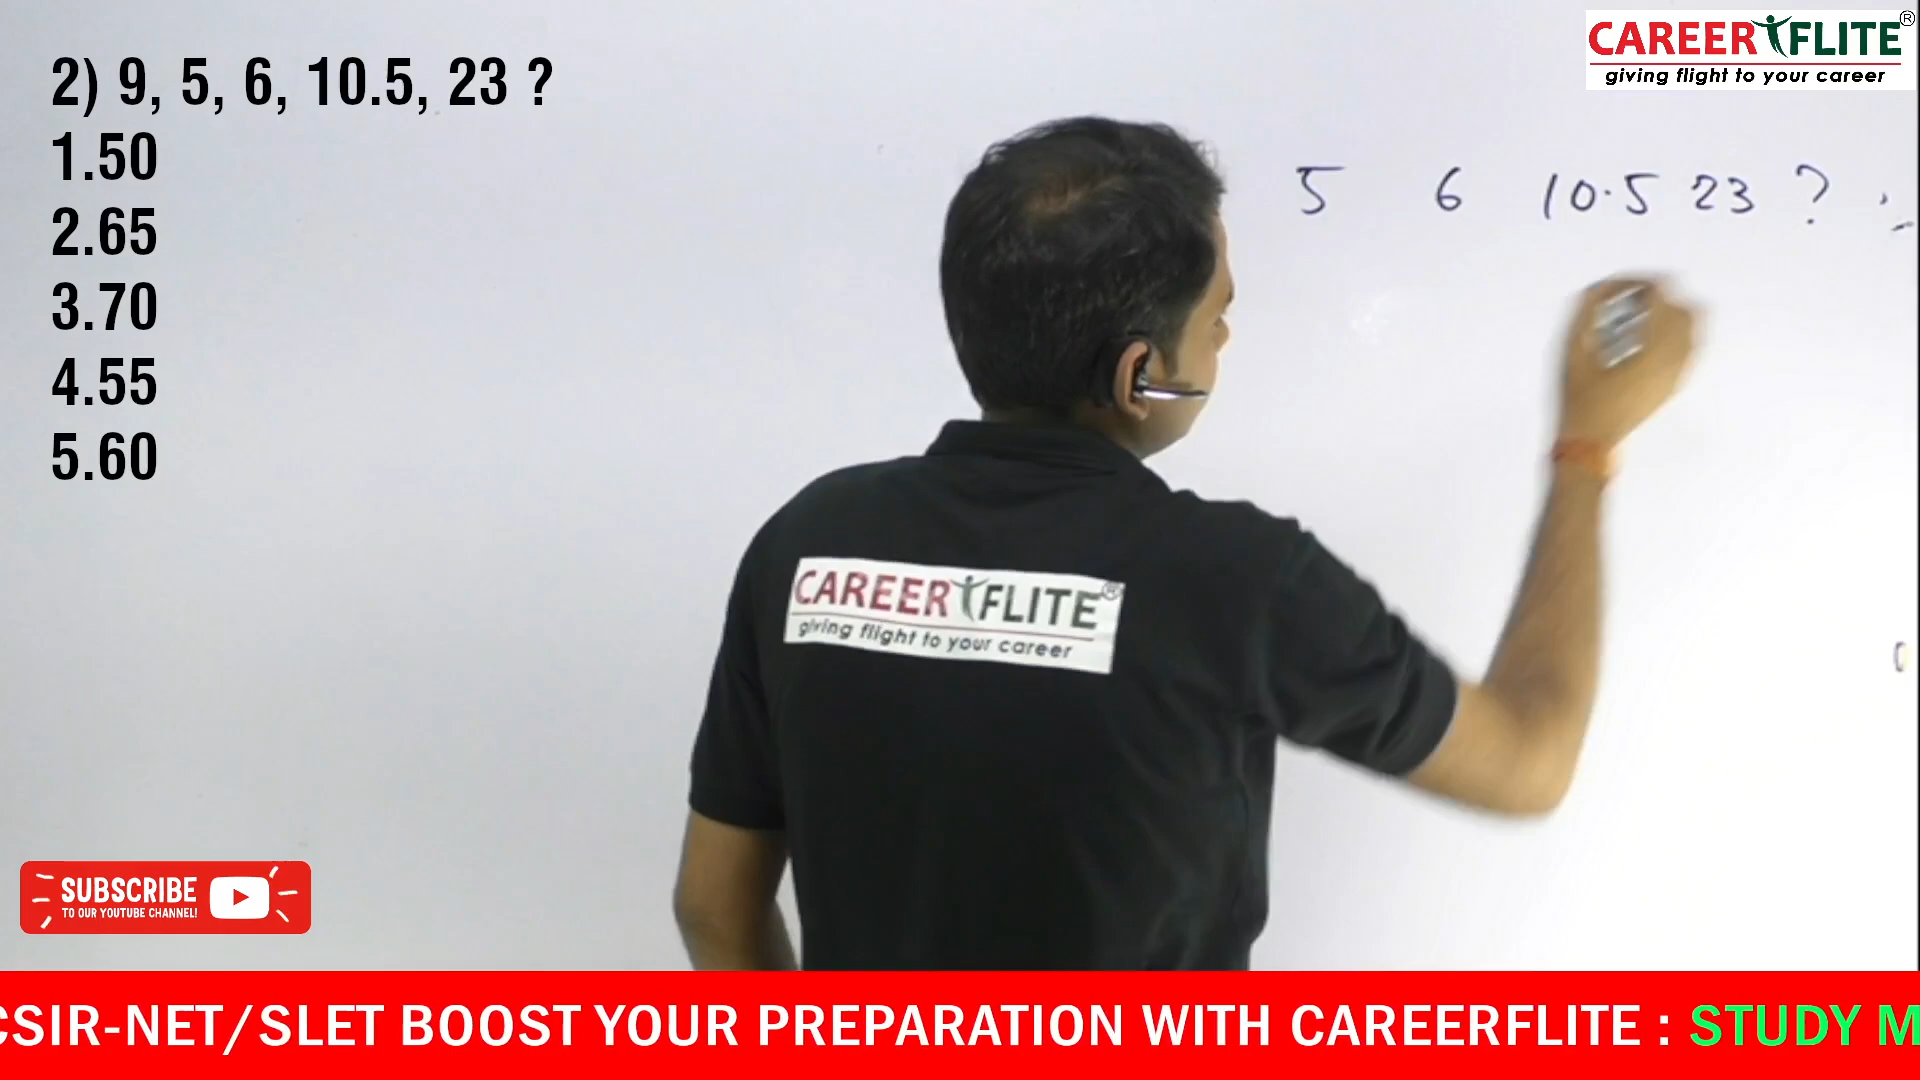 2) 9, 5, 6, 10.5, 23 ?
1.50
2.65
3.70
4.55
5.60
CAREER FLITE®
giving flight to your career
5 6 10.5 23 ?
CAREER FLITE®
giving flight to your career
SUBSCRIBE
TO OUR YOUTUBE CHANNEL!
CSIR-NET/SLET BOOST YOUR PREPARATION WITH CAREERFLITE : STUDY M